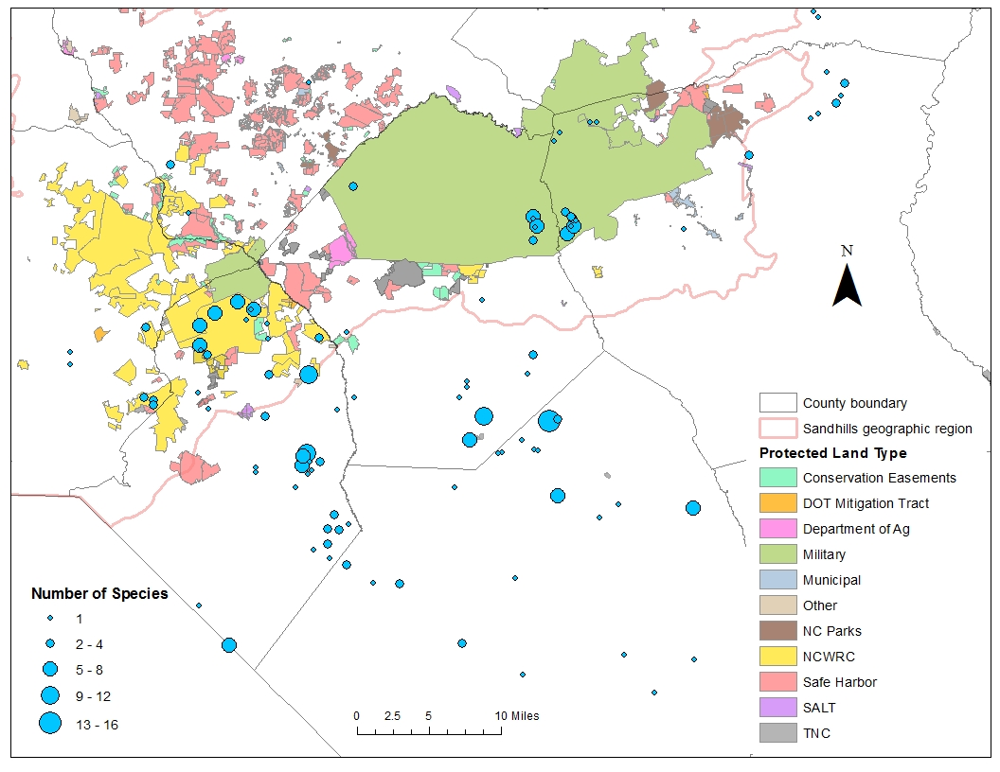 N
County boundary
Sandhills geographic region
Protected Land Type
Conservation Easements
DOT Mitigation Tract
Department of Ag
Military
Municipal
Other
NC Parks
NCWRC
Safe Harbor
SALT
TNC
Number of Species
1
2 - 4
5 - 8
9 - 12
13 - 16
0 2.5 5 10 Miles